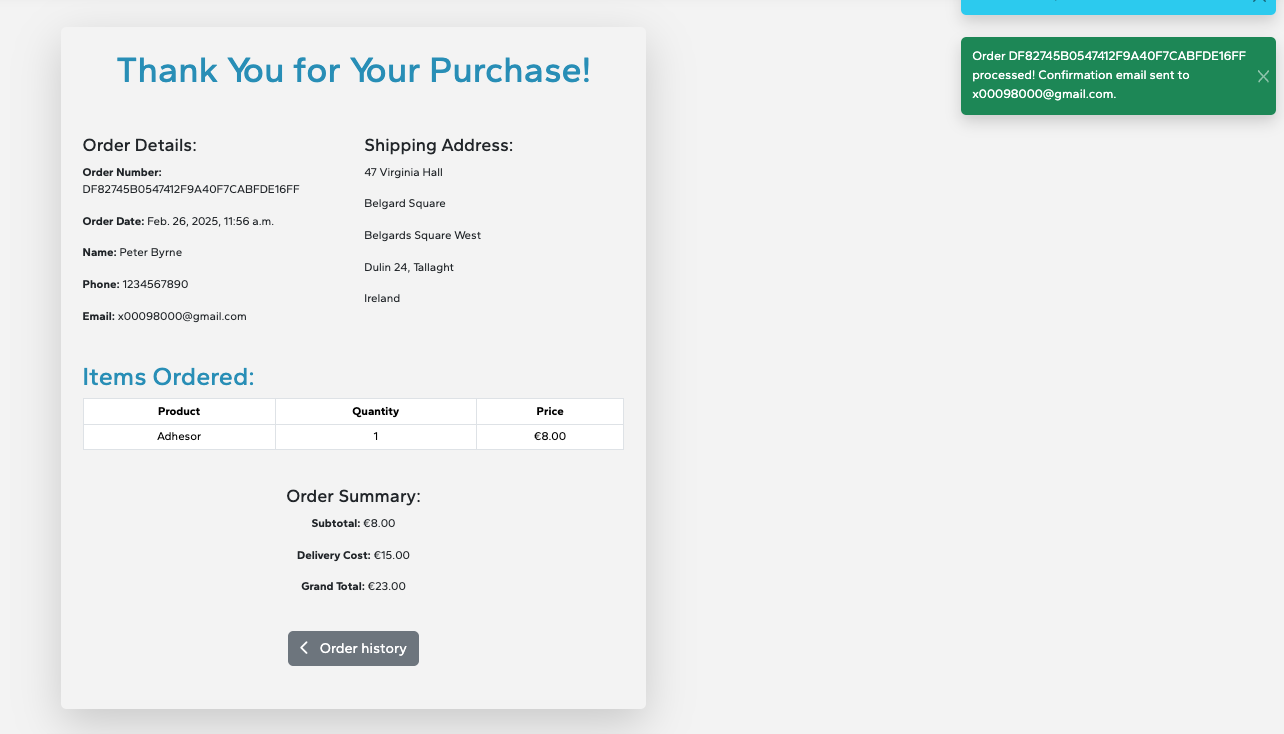 Order DF82745B0547412F9A40F7CABFDE16FF
processed! Confirmation email sent to
x00098000@gmail.com.
Thank You for Your Purchase!
Order Details:
Order Number:
DF82745B0547412F9A40F7CABFDE16FF
Order Date: Feb. 26, 2025, 11:56 a.m.
Name: Peter Byrne
Phone: 1234567890
Email: x00098000@gmail.com
Shipping Address:
47 Virginia Hall
Belgard Square
Belgards Square West
Dulin 24, Tallaght
Ireland
Items Ordered:
Product Quantity Price
Adhesor 1 €8.00
Order Summary:
Subtotal: €8.00
Delivery Cost: €15.00
Grand Total: €23.00
Order history